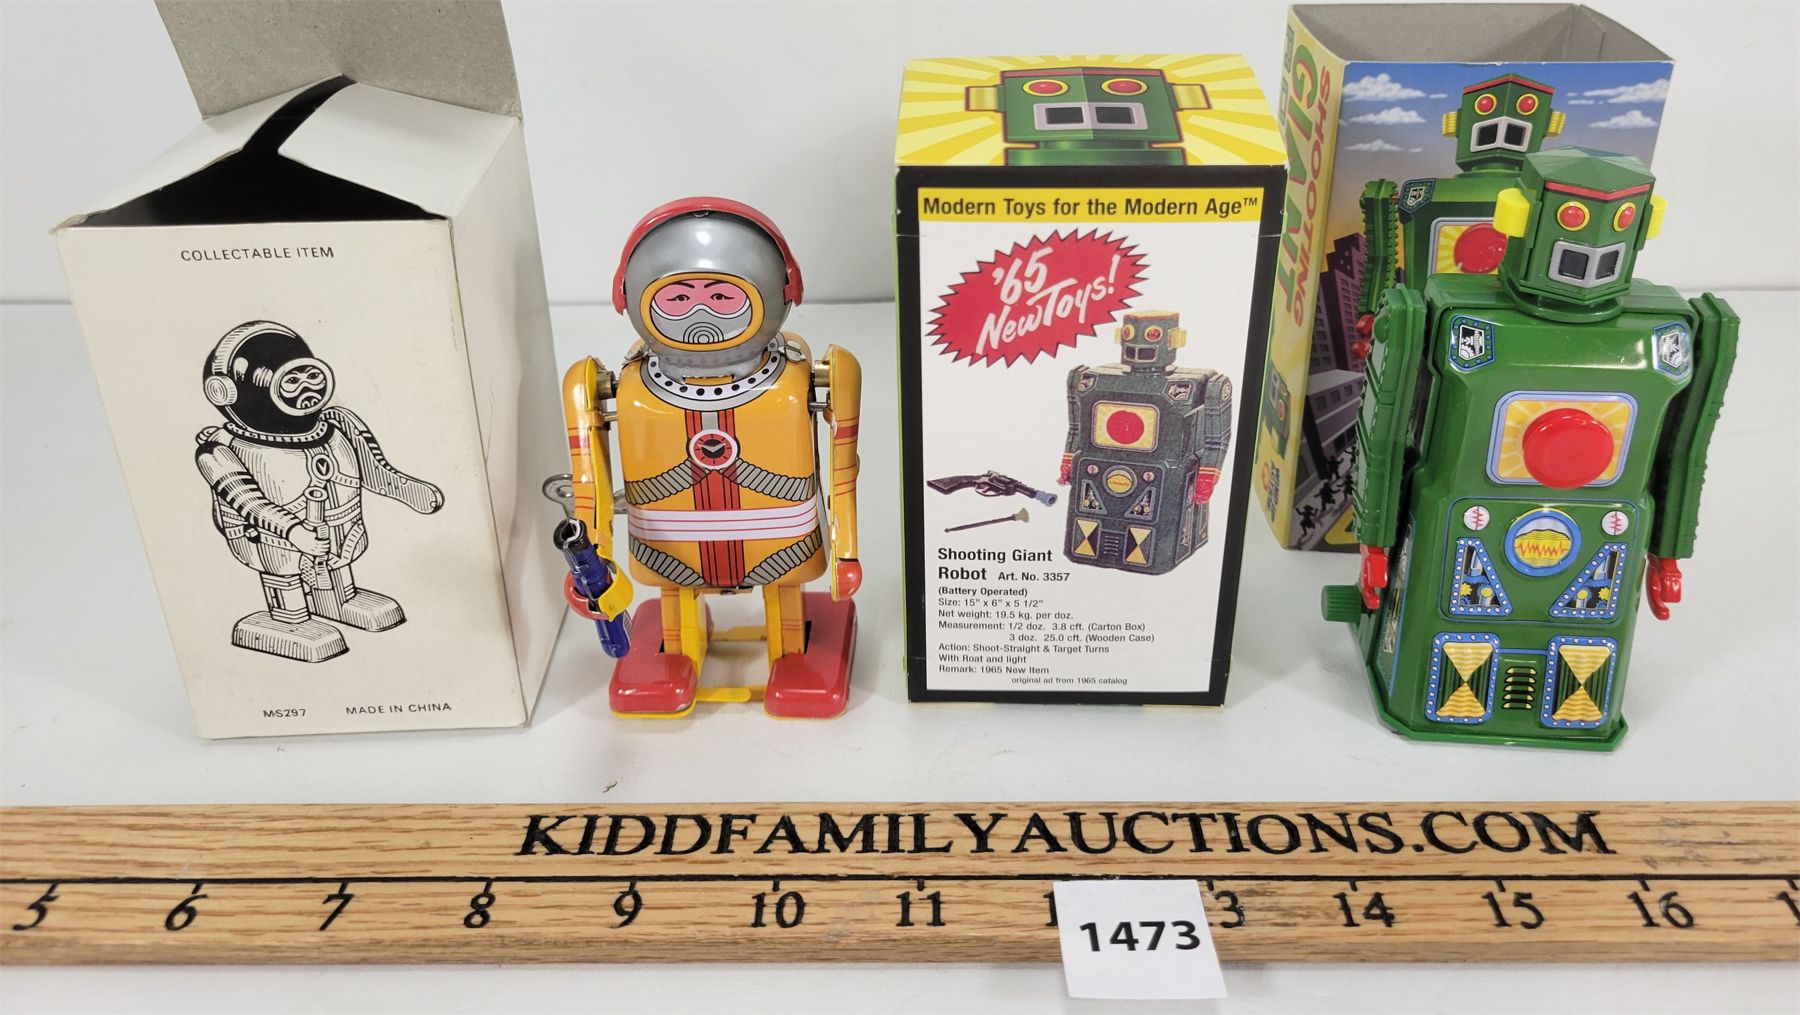 COLLECTABLE ITEM
MS297 MADE IN CHINA
Modern Toys for the Modern Age™
'65
New Toys!
Shooting Giant
Robot Art. No. 3357
(Battery Operated)
Size: 15" x 6" x 5 1/2"
Net weight: 19.5 kg. per doz.
Measurement: 1/2 doz. 3.8 cft. (Carton Box)
3 doz. 25.0 cft. (Wooden Case)
Action: Shoot-Straight & Target Turns
With Roat and light
Remark: 1965 New Item
original ad from 1965 catalog
SHOOTING
GIANT
KIDDFAMILYAUCTIONS.COM
5 6 7 8 9 10 11 13 14 15 16
1473